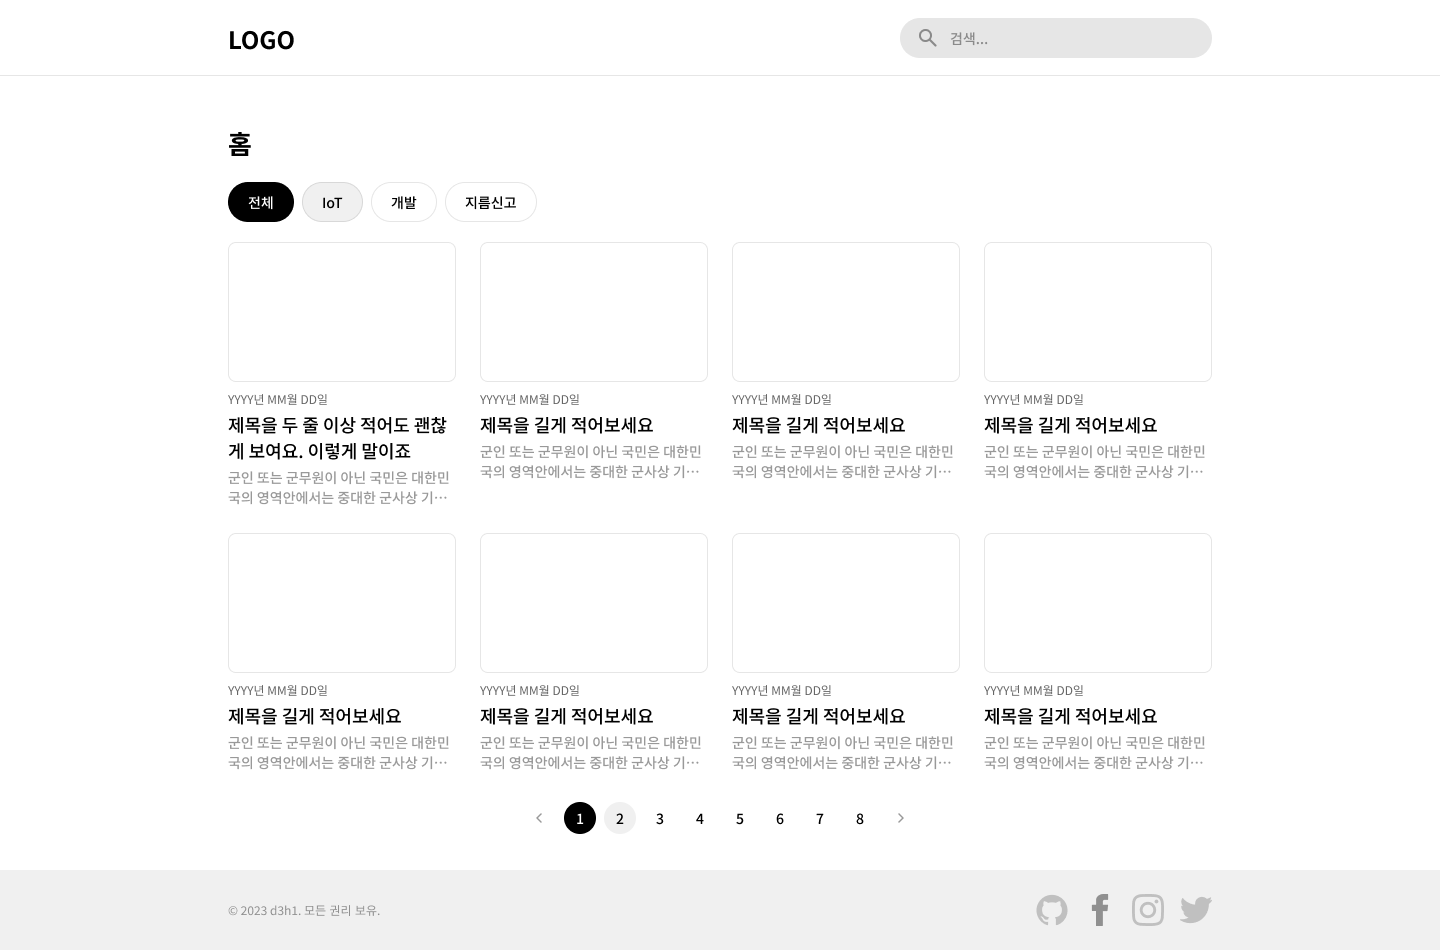 LOGO
검색...
홈
전체
IoT
개발
지름신고
YYYY년 MM월 DD일
제목을 두 줄 이상 적어도 괜찮
게 보여요. 이렇게 말이죠
군인 또는 군무원이 아닌 국민은 대한민
국의 영역안에서는 중대한 군사상 기…
YYYY년 MM월 DD일
제목을 길게 적어보세요
군인 또는 군무원이 아닌 국민은 대한민
국의 영역안에서는 중대한 군사상 기…
YYYY년 MM월 DD일
제목을 길게 적어보세요
군인 또는 군무원이 아닌 국민은 대한민
국의 영역안에서는 중대한 군사상 기…
YYYY년 MM월 DD일
제목을 길게 적어보세요
군인 또는 군무원이 아닌 국민은 대한민
국의 영역안에서는 중대한 군사상 기…
YYYY년 MM월 DD일
제목을 길게 적어보세요
군인 또는 군무원이 아닌 국민은 대한민
국의 영역안에서는 중대한 군사상 기…
YYYY년 MM월 DD일
제목을 길게 적어보세요
군인 또는 군무원이 아닌 국민은 대한민
국의 영역안에서는 중대한 군사상 기…
YYYY년 MM월 DD일
제목을 길게 적어보세요
군인 또는 군무원이 아닌 국민은 대한민
국의 영역안에서는 중대한 군사상 기…
YYYY년 MM월 DD일
제목을 길게 적어보세요
군인 또는 군무원이 아닌 국민은 대한민
국의 영역안에서는 중대한 군사상 기…
1 2 3 4 5 6 7 8
© 2023 d3h1. 모든 권리 보유.